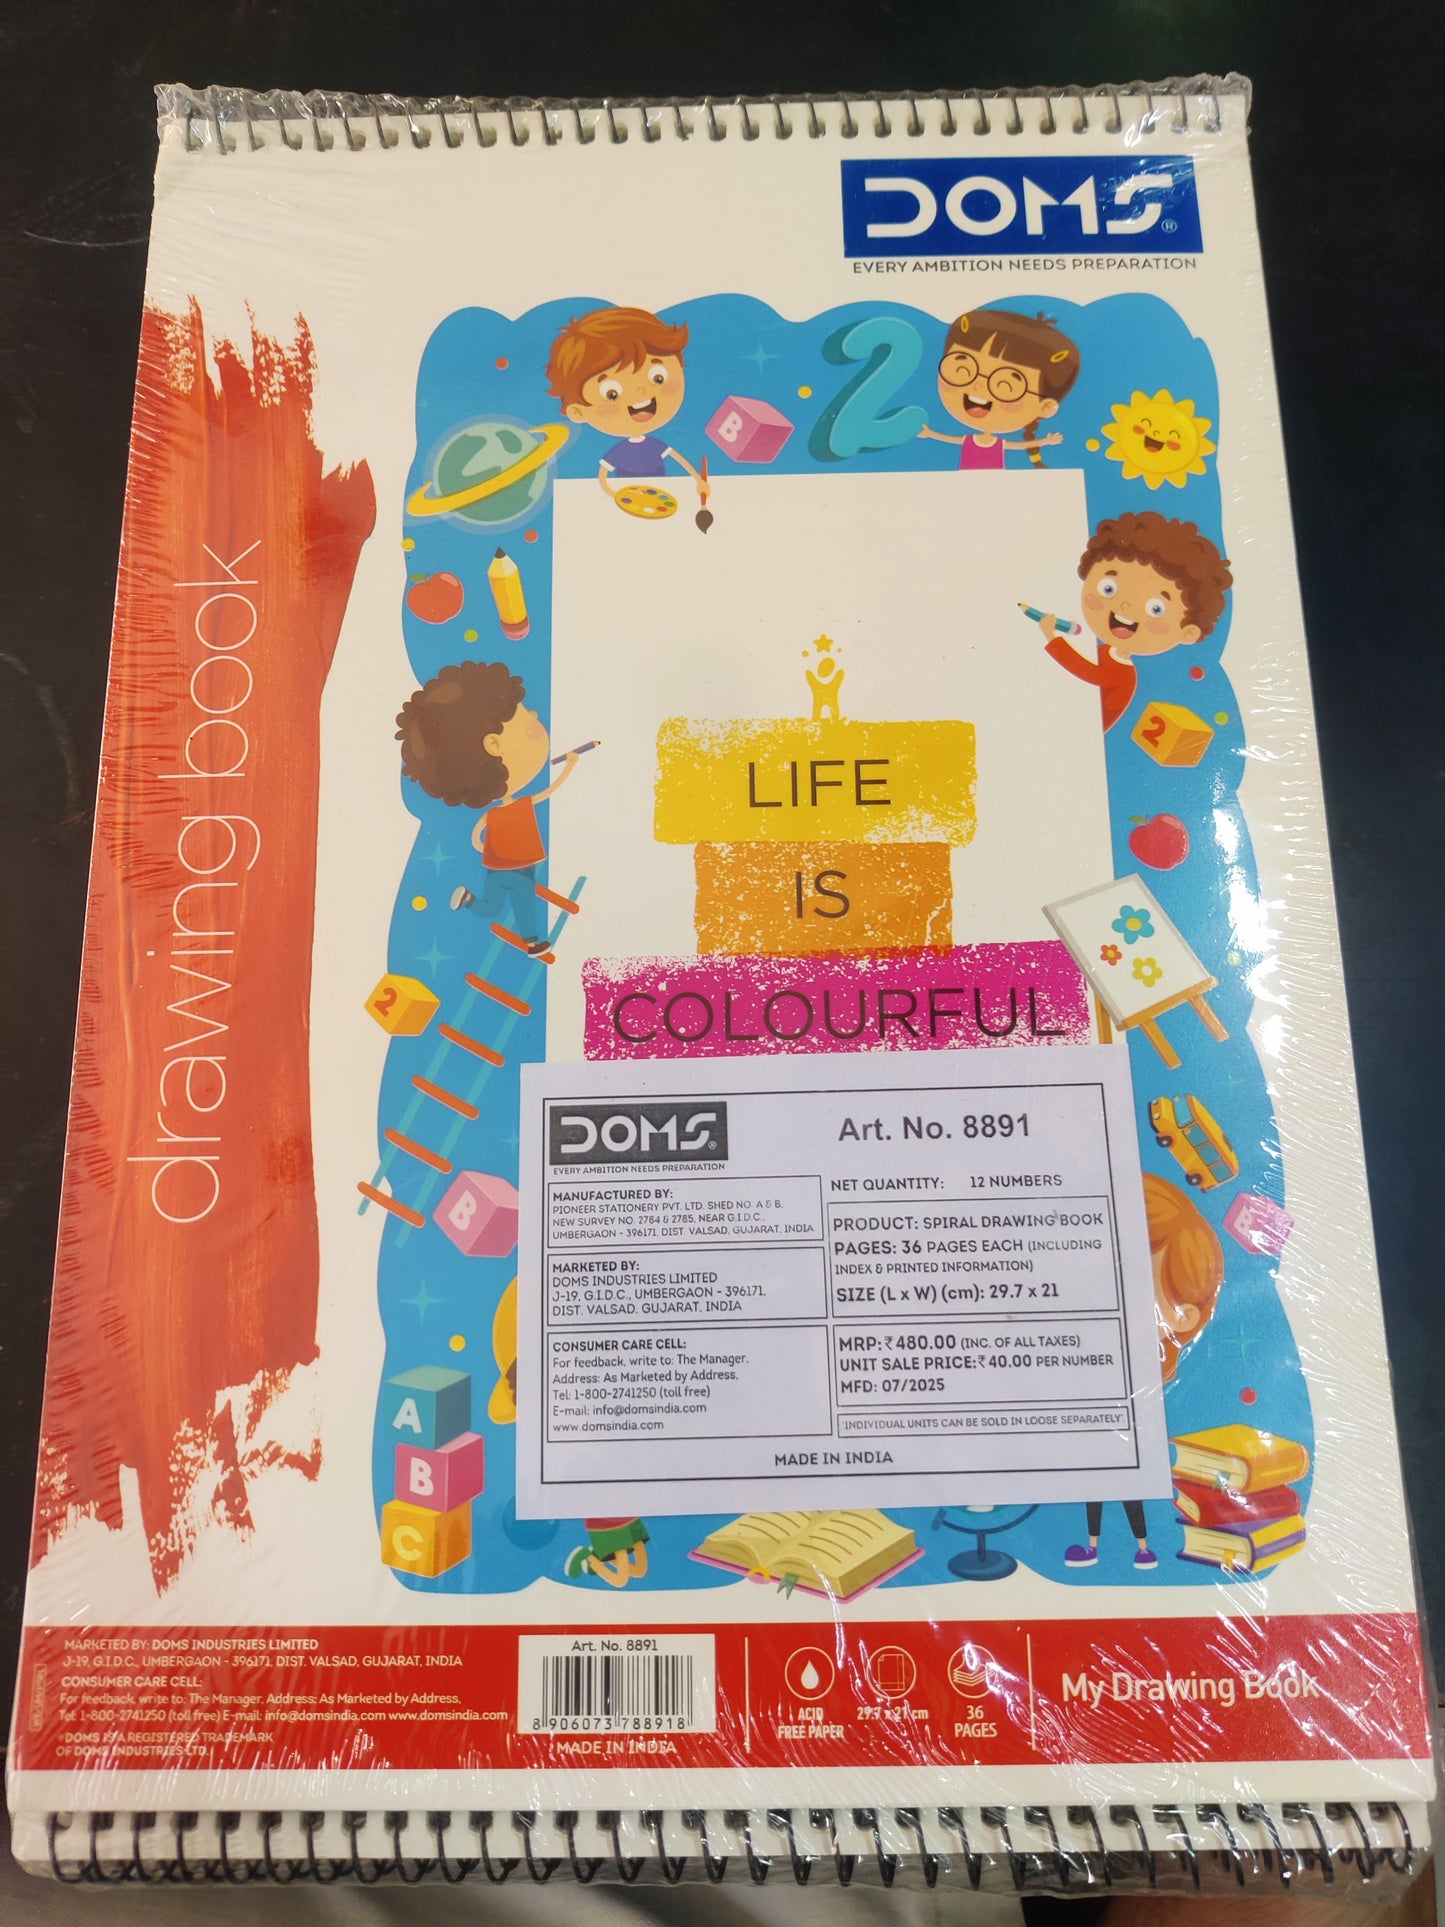 DOMS®
EVERY AMBITION NEEDS PREPARATION
drawing book
B
2
2
LIFE
IS
COLOURFUL
2
B
B
A
B
C
DOMS®
EVERY AMBITION NEEDS PREPARATION
Art. No. 8891
MANUFACTURED BY:
PIONEER STATIONERY PVT. LTD. SHED NO A & B,
NEW SURVEY NO. 2784 & 2785, NEAR G.I.D.C.,
UMBERGAON - 396171, DIST. VALSAD, GUJARAT, INDIA
MARKETED BY:
DOMS INDUSTRIES LIMITED
J-19, G.I.D.C., UMBERGAON - 396171,
DIST. VALSAD, GUJARAT, INDIA
CONSUMER CARE CELL:
For feedback, write to: The Manager,
Address: As Marketed by Address,
Tel: 1-800-2741250 (toll free)
E-mail: info@domsindia.com
www.domsindia.com
NET QUANTITY: 12 NUMBERS
PRODUCT: SPIRAL DRAWING BOOK
PAGES: 36 PAGES EACH (INCLUDING
INDEX & PRINTED INFORMATION)
SIZE (L x W) (cm): 29.7 x 21
MRP:₹480.00 (INC. OF ALL TAXES)
UNIT SALE PRICE:₹40.00 PER NUMBER
MFD: 07/2025
"INDIVIDUAL UNITS CAN BE SOLD IN LOOSE SEPARATELY"
MADE IN INDIA
MARKETED BY: DOMS INDUSTRIES LIMITED
J-19, G.I.D.C., UMBERGAON - 396171, DIST. VALSAD, GUJARAT, INDIA
CONSUMER CARE CELL:
For feedback, write to: The Manager, Address: As Marketed by Address,
Tel: 1-800-2741250 (toll free) E-mail: info@domsindia.com www.domsindia.com
®DOMS IS A REGISTERED TRADEMARK
OF DOMS INDUSTRIES LTD.
Art. No. 8891
8 906073 788918
MADE IN INDIA
ACID
FREE PAPER
29.7 x 21 cm
36
PAGES
My Drawing Book